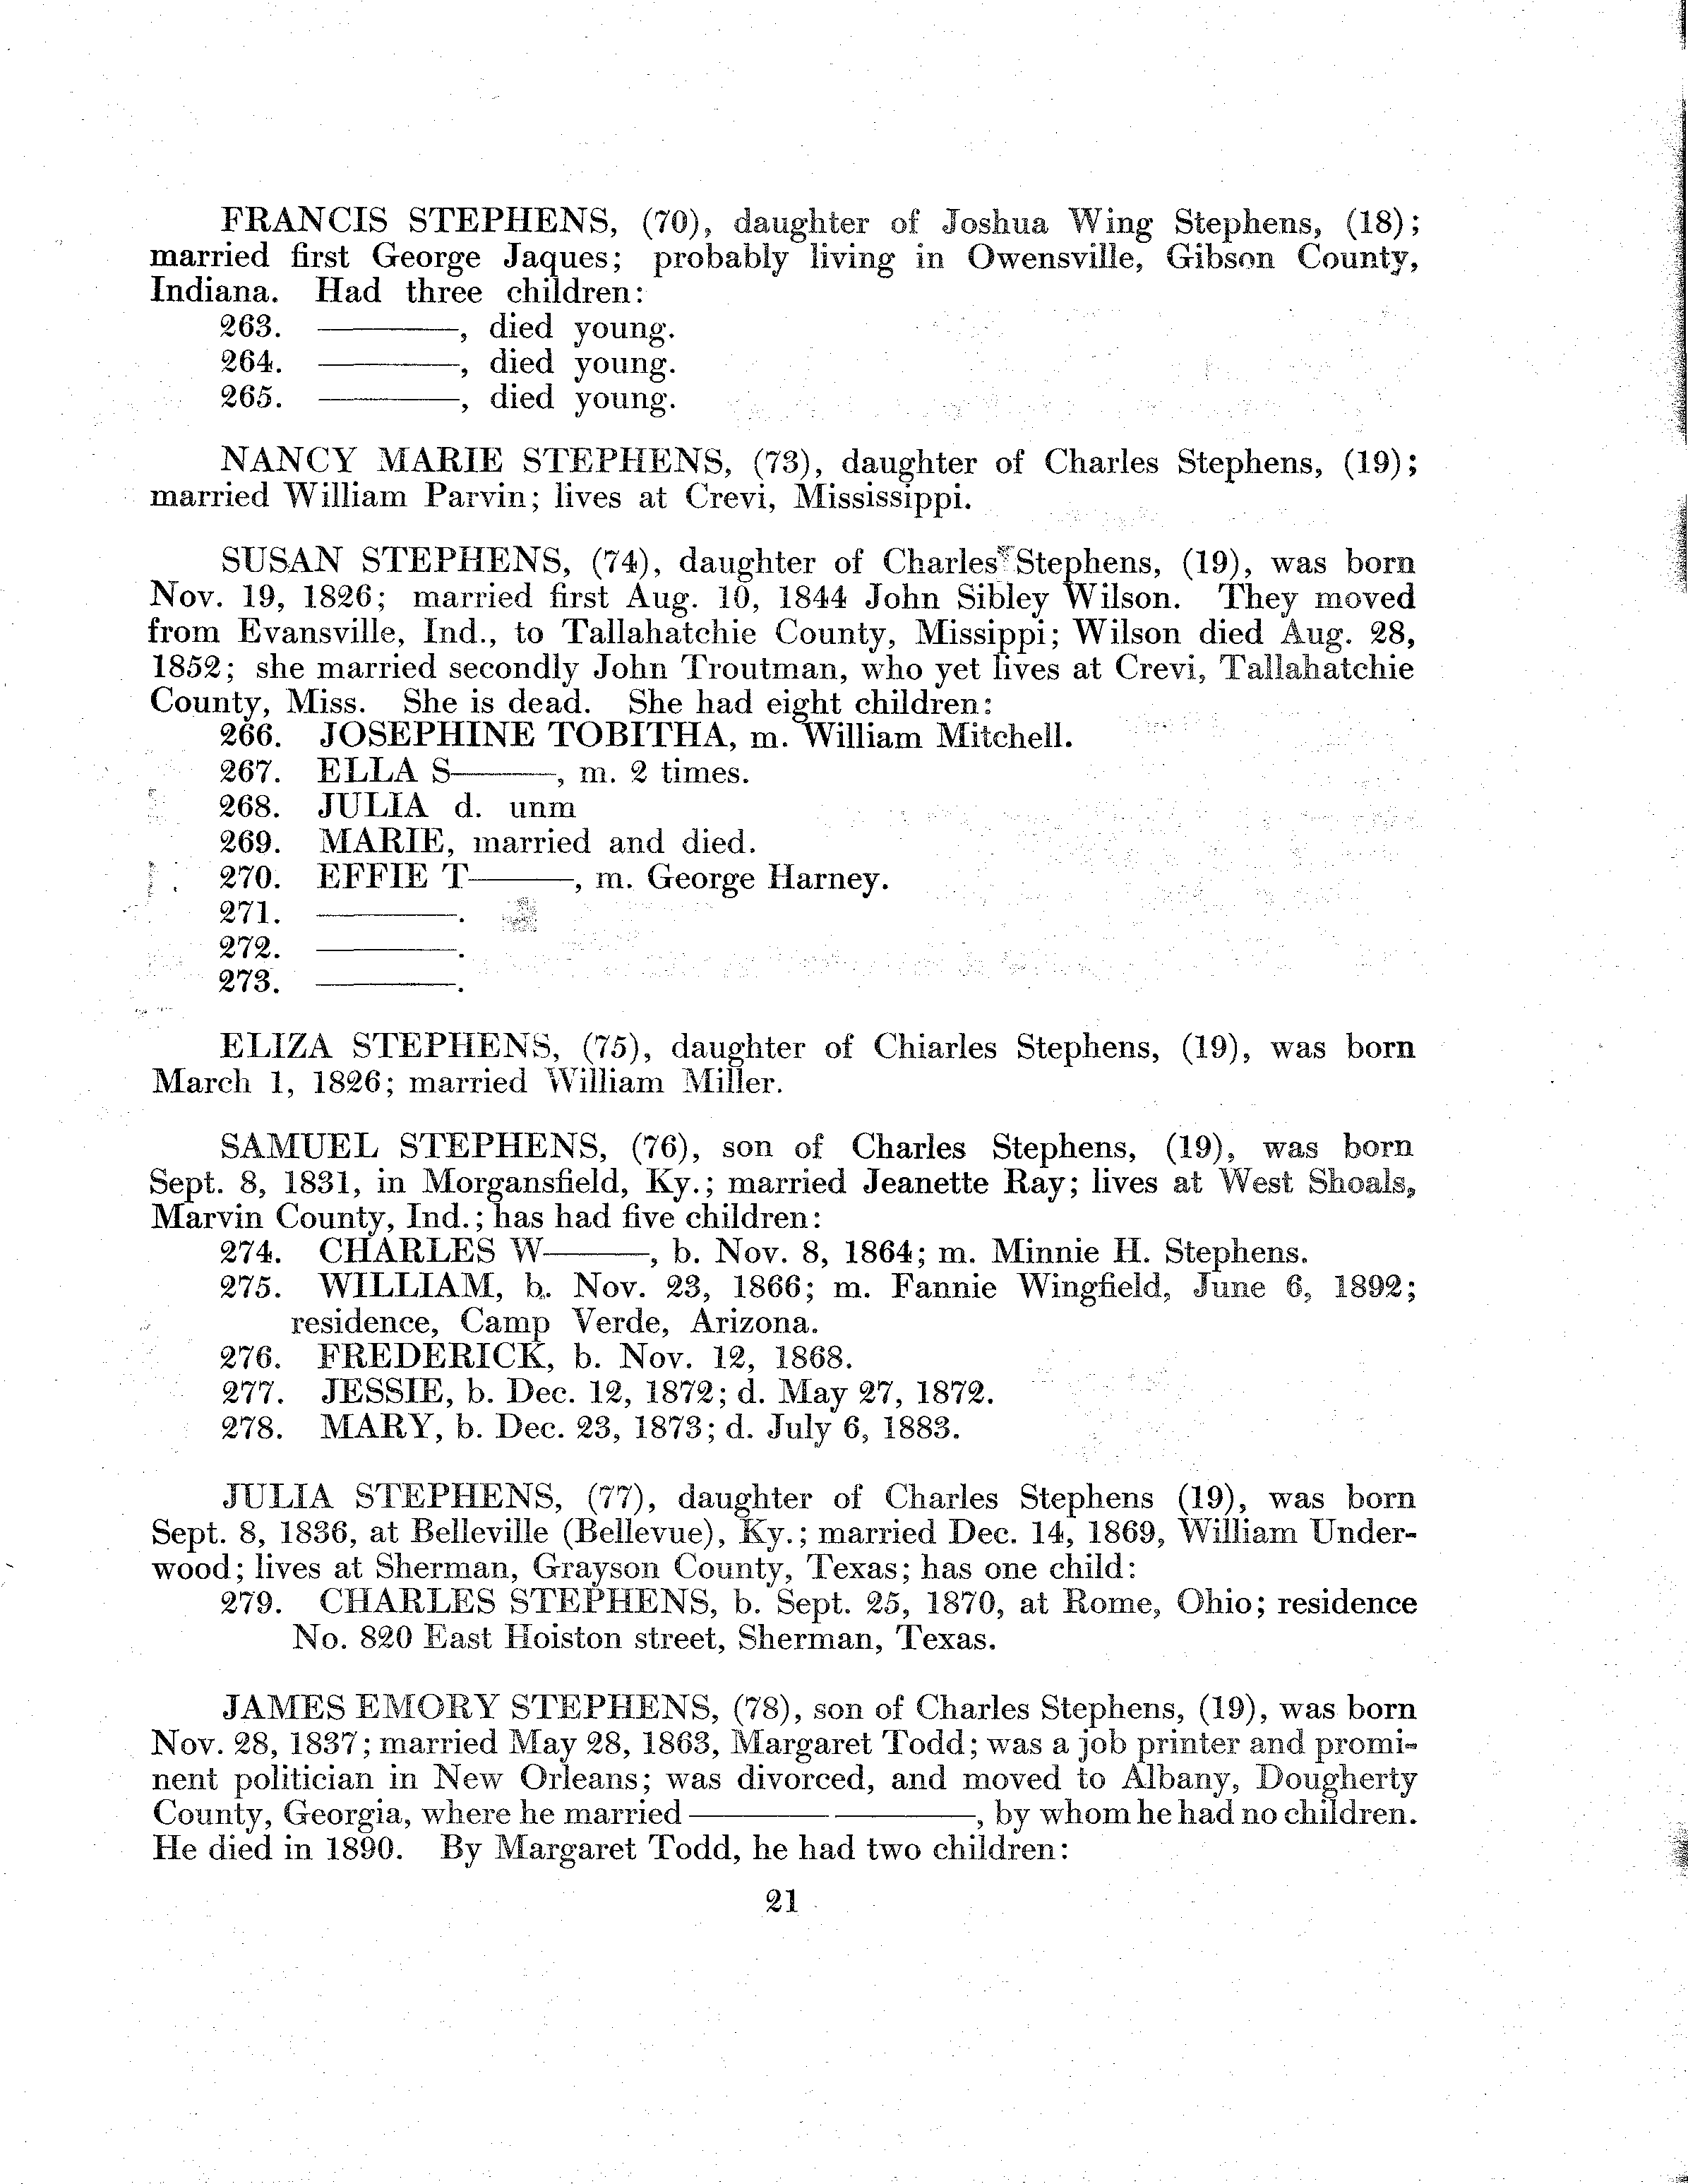 FRANCIS STEPHENS, (70), daughter of Joshua Wing Stephens, (18);
married first George Jaques; probably living in Owensville, Gibson County,
Indiana. Had three children:
263. ————, died young.
264. ————, died young.
265. ————, died young.
NANCY MARIE STEPHENS, (73), daughter of Charles Stephens, (19);
married William Parvin; lives at Crevi, Mississippi.
SUSAN STEPHENS, (74), daughter of Charles Stephens, (19), was born
Nov. 19, 1826; married first Aug. 10, 1844 John Sibley Wilson. They moved
from Evansville, Ind., to Tallahatchie County, Missippi; Wilson died Aug. 28,
1852; she married secondly John Troutman, who yet lives at Crevi, Tallahatchie
County, Miss. She is dead. She had eight children:
266. JOSEPHINE TOBITHA, m. William Mitchell.
267. ELLA S———, m. 2 times.
268. JULIA d. unm
269. MARIE, married and died.
270. EFFIE T———, m. George Harney.
271. ————.
272. ————.
273. ————.
ELIZA STEPHENS, (75), daughter of Chiarles Stephens, (19), was born
March 1, 1826; married William Miller.
SAMUEL STEPHENS, (76), son of Charles Stephens, (19), was born
Sept. 8, 1831, in Morgansfield, Ky.; married Jeanette Ray; lives at West Shoals,
Marvin County, Ind.; has had five children:
274. CHARLES W———, b. Nov. 8, 1864; m. Minnie H. Stephens.
275. WILLIAM, b. Nov. 23, 1866; m. Fannie Wingfield, June 6, 1892;
residence, Camp Verde, Arizona.
276. FREDERICK, b. Nov. 12, 1868.
277. JESSIE, b. Dec. 12, 1872; d. May 27, 1872.
278. MARY, b. Dec. 23, 1873; d. July 6, 1883.
JULIA STEPHENS, (77), daughter of Charles Stephens (19), was born
Sept. 8, 1836, at Belleville (Bellevue), Ky.; married Dec. 14, 1869, William Under-
wood; lives at Sherman, Grayson County, Texas; has one child:
279. CHARLES STEPHENS, b. Sept. 25, 1870, at Rome, Ohio; residence
No. 820 East Hoiston street, Sherman, Texas.
JAMES EMORY STEPHENS, (78), son of Charles Stephens, (19), was born
Nov. 28, 1837; married May 28, 1863, Margaret Todd; was a job printer and promi-
nent politician in New Orleans; was divorced, and moved to Albany, Dougherty
County, Georgia, where he married ———— ————, by whom he had no children.
He died in 1890. By Margaret Todd, he had two children:
21